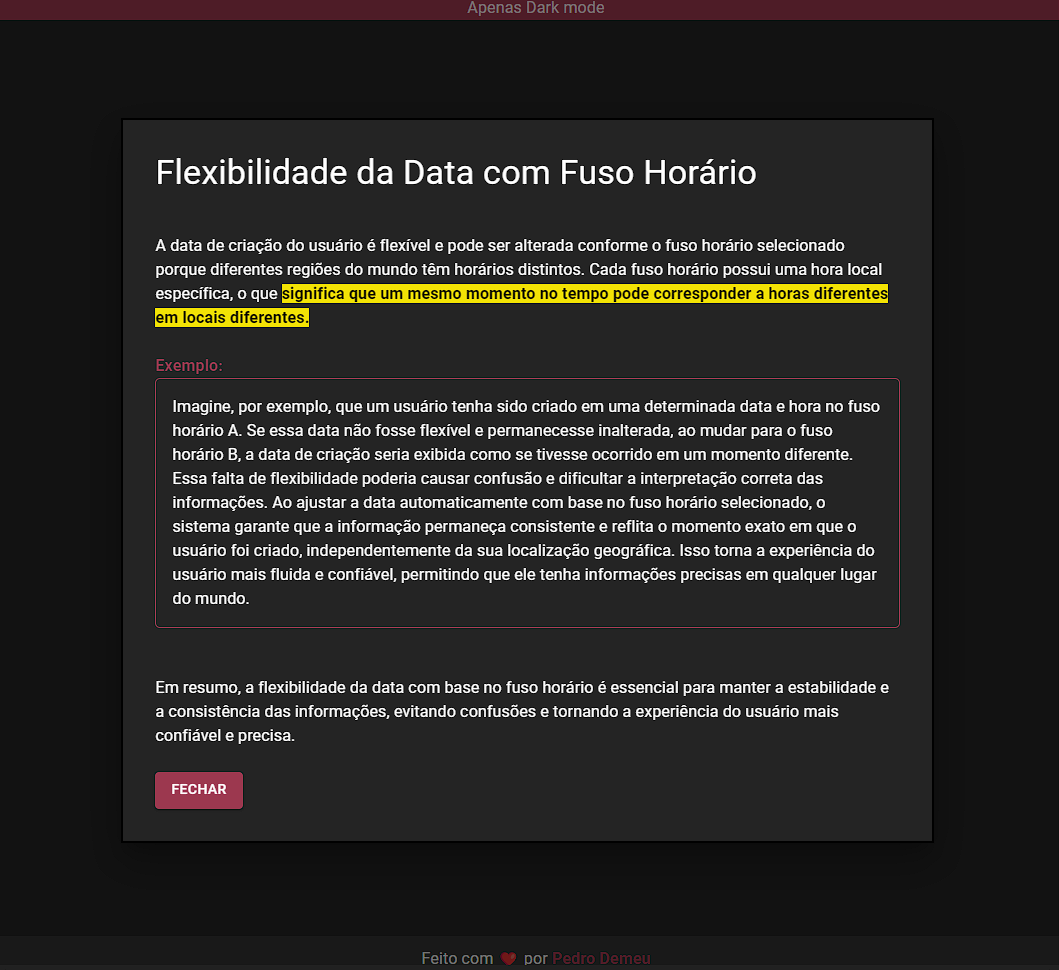 Apenas Dark mode
Flexibilidade da Data com Fuso Horário
A data de criação do usuário é flexível e pode ser alterada conforme o fuso horário selecionado
porque diferentes regiões do mundo têm horários distintos. Cada fuso horário possui uma hora local
específica, o que significa que um mesmo momento no tempo pode corresponder a horas diferentes
em locais diferentes.
Exemplo:
Imagine, por exemplo, que um usuário tenha sido criado em uma determinada data e hora no fuso
horário A. Se essa data não fosse flexível e permanecesse inalterada, ao mudar para o fuso
horário B, a data de criação seria exibida como se tivesse ocorrido em um momento diferente.
Essa falta de flexibilidade poderia causar confusão e dificultar a interpretação correta das
informações. Ao ajustar a data automaticamente com base no fuso horário selecionado, o
sistema garante que a informação permaneça consistente e reflita o momento exato em que o
usuário foi criado, independentemente da sua localização geográfica. Isso torna a experiência do
usuário mais fluida e confiável, permitindo que ele tenha informações precisas em qualquer lugar
do mundo.
Em resumo, a flexibilidade da data com base no fuso horário é essencial para manter a estabilidade e
a consistência das informações, evitando confusões e tornando a experiência do usuário mais
confiável e precisa.
FECHAR
Feito com ❤ por Pedro Demeu